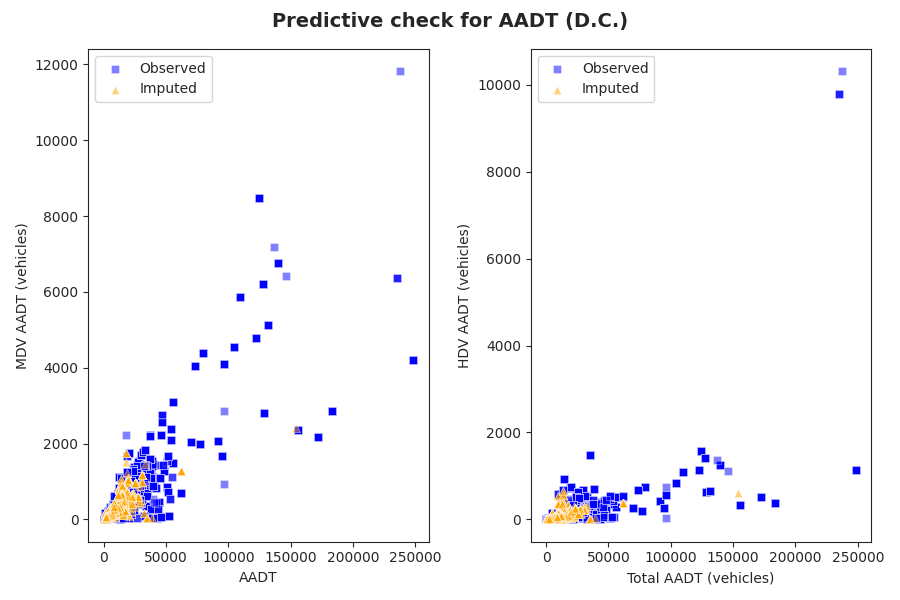 Predictive check for AADT (D.C.)
Observed
Imputed
12000
10000
8000
6000
4000
2000
0
MDV AADT (vehicles)
0 50000 100000 150000 200000 250000
AADT
Observed
Imputed
10000
8000
6000
4000
2000
0
HDV AADT (vehicles)
0 50000 100000 150000 200000 250000
Total AADT (vehicles)